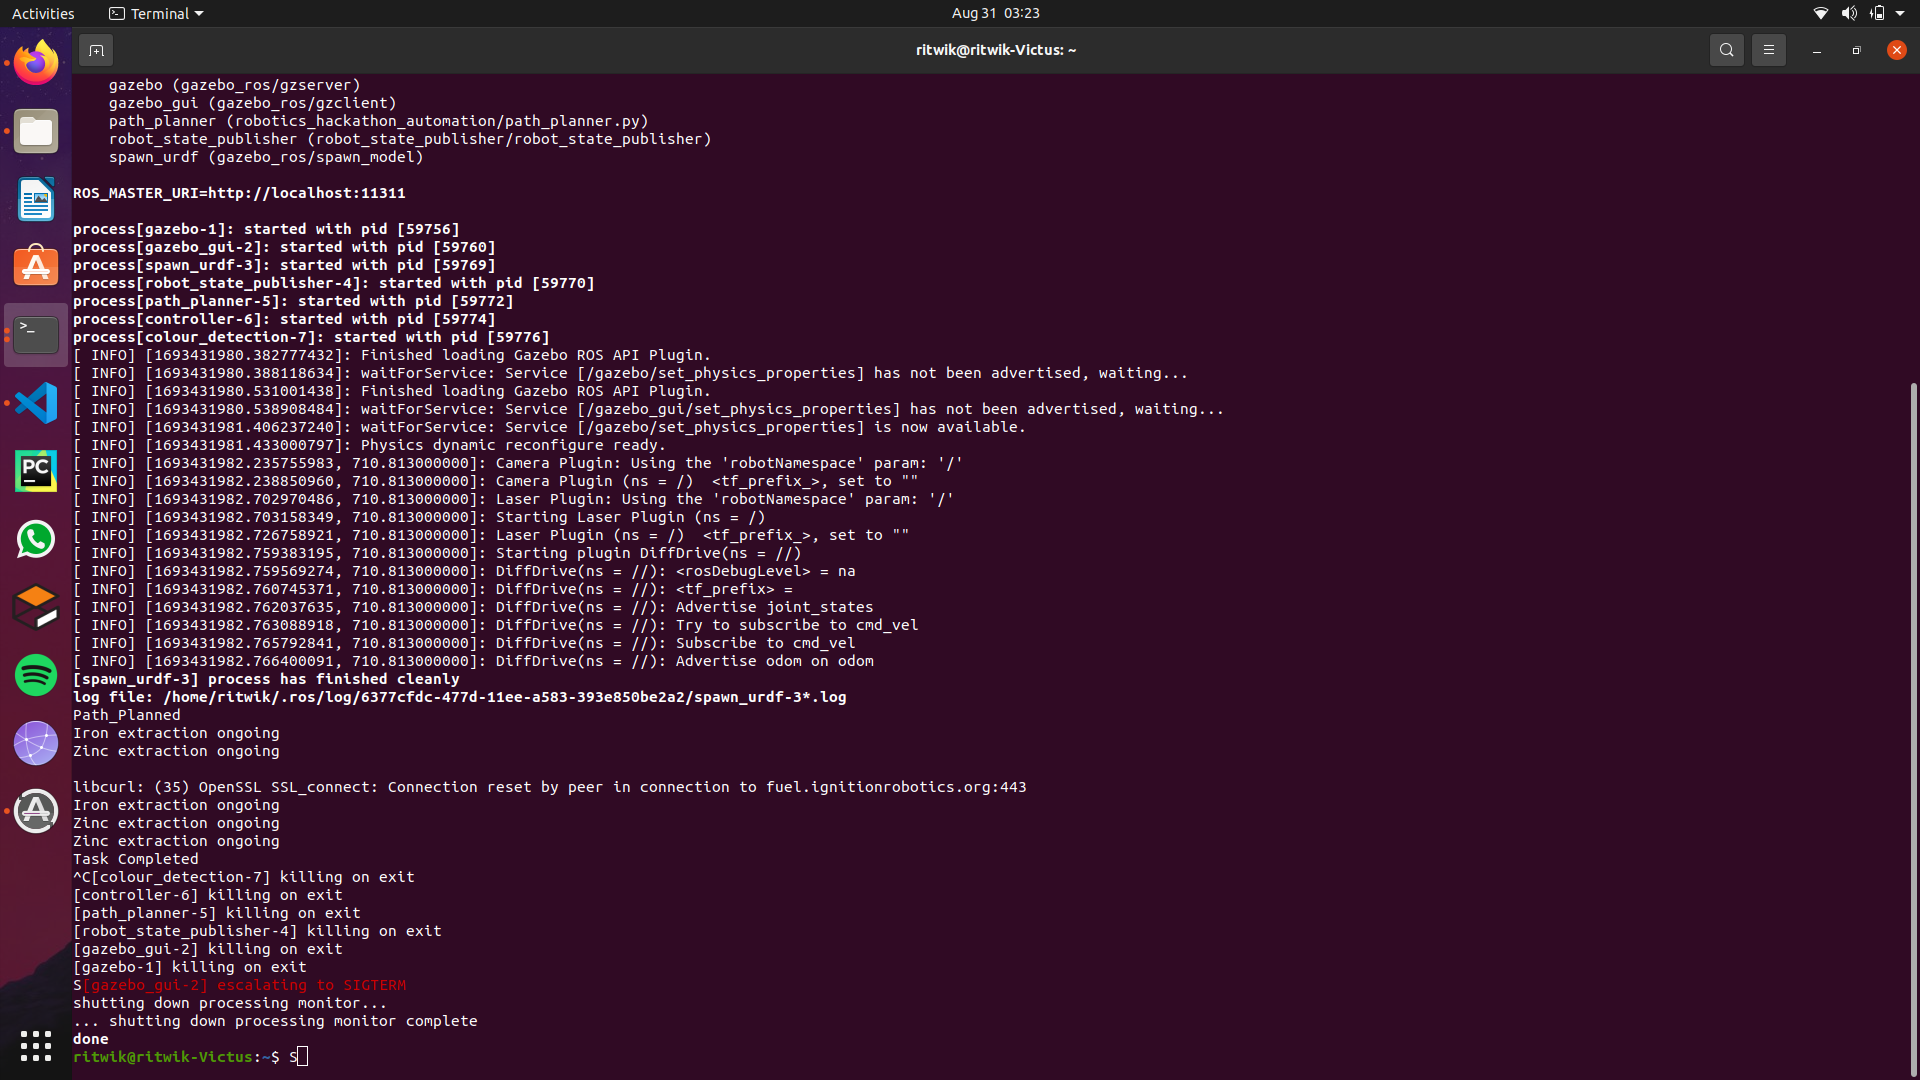 Activities
Terminal
Aug 31 03:23
ritwik@ritwik-Victus: ~
gazebo (gazebo_ros/gzserver)
gazebo_gui (gazebo_ros/gzclient)
path_planner (robotics_hackathon_automation/path_planner.py)
robot_state_publisher (robot_state_publisher/robot_state_publisher)
spawn_urdf (gazebo_ros/spawn_model)
ROS_MASTER_URI=http://localhost:11311
process[gazebo-1]: started with pid [59756]
process[gazebo_gui-2]: started with pid [59760]
process[spawn_urdf-3]: started with pid [59769]
process[robot_state_publisher-4]: started with pid [59770]
process[path_planner-5]: started with pid [59772]
process[controller-6]: started with pid [59774]
process[colour_detection-7]: started with pid [59776]
[ INFO] [1693431980.382777432]: Finished loading Gazebo ROS API Plugin.
[ INFO] [1693431980.388118634]: waitForService: Service [/gazebo/set_physics_properties] has not been advertised, waiting...
[ INFO] [1693431980.531001438]: Finished loading Gazebo ROS API Plugin.
[ INFO] [1693431980.538908484]: waitForService: Service [/gazebo_gui/set_physics_properties] has not been advertised, waiting...
[ INFO] [1693431981.406237240]: waitForService: Service [/gazebo/set_physics_properties] is now available.
[ INFO] [1693431981.433000797]: Physics dynamic reconfigure ready.
[ INFO] [1693431982.235755983, 710.813000000]: Camera Plugin: Using the 'robotNamespace' param: '/'
[ INFO] [1693431982.238850960, 710.813000000]: Camera Plugin (ns = /)  <tf_prefix_>, set to ""
[ INFO] [1693431982.702970486, 710.813000000]: Laser Plugin: Using the 'robotNamespace' param: '/'
[ INFO] [1693431982.703158349, 710.813000000]: Starting Laser Plugin (ns = /)
[ INFO] [1693431982.726758921, 710.813000000]: Laser Plugin (ns = /)  <tf_prefix_>, set to ""
[ INFO] [1693431982.759383195, 710.813000000]: Starting plugin DiffDrive(ns = //)
[ INFO] [1693431982.759569274, 710.813000000]: DiffDrive(ns = //): <rosDebugLevel> = na
[ INFO] [1693431982.760745371, 710.813000000]: DiffDrive(ns = //): <tf_prefix> =
[ INFO] [1693431982.762037635, 710.813000000]: DiffDrive(ns = //): Advertise joint_states
[ INFO] [1693431982.763088918, 710.813000000]: DiffDrive(ns = //): Try to subscribe to cmd_vel
[ INFO] [1693431982.765792841, 710.813000000]: DiffDrive(ns = //): Subscribe to cmd_vel
[ INFO] [1693431982.766400091, 710.813000000]: DiffDrive(ns = //): Advertise odom on odom
[spawn_urdf-3] process has finished cleanly
log file: /home/ritwik/.ros/log/6377cfdc-477d-11ee-a583-393e850be2a2/spawn_urdf-3*.log
Path_Planned
Iron extraction ongoing
Zinc extraction ongoing
libcurl: (35) OpenSSL SSL_connect: Connection reset by peer in connection to fuel.ignitionrobotics.org:443
Iron extraction ongoing
Zinc extraction ongoing
Zinc extraction ongoing
Task Completed
^C[colour_detection-7] killing on exit
[controller-6] killing on exit
[path_planner-5] killing on exit
[robot_state_publisher-4] killing on exit
[gazebo_gui-2] killing on exit
[gazebo-1] killing on exit
S[gazebo_gui-2] escalating to SIGTERM
shutting down processing monitor...
... shutting down processing monitor complete
done
ritwik@ritwik-Victus:~$ S
PC